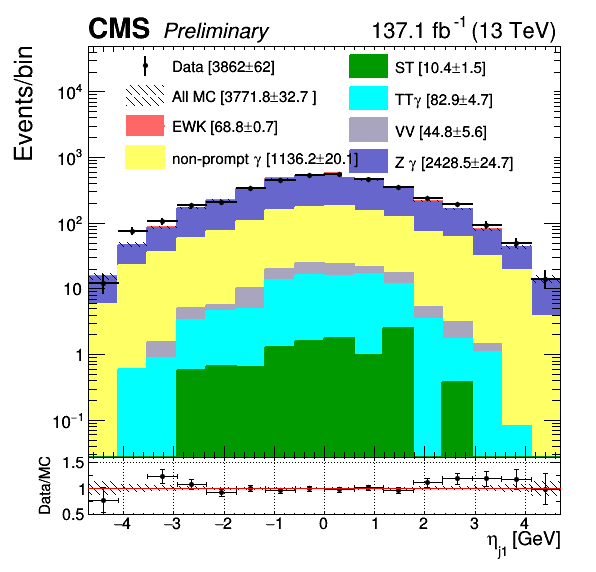 CMS Preliminary 137.1 fb⁻¹ (13 TeV)
Events/bin
Data [3862±62]
All MC [3771.8±32.7 ]
EWK [68.8±0.7]
non-prompt γ [1136.2±20.1]
ST [10.4±1.5]
TTγ [82.9±4.7]
VV [44.8±5.6]
Z γ [2428.5±24.7]
10⁴
10³
10²
10
1
10⁻¹
Data/MC
1.5
1
0.5
−4 −3 −2 −1 0 1 2 3 4
η_j1 [GeV]